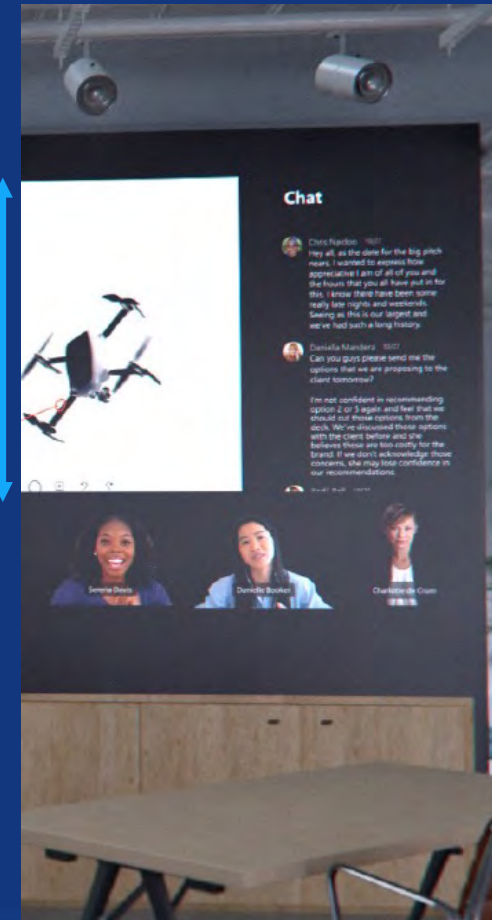 Chat
Chris Naidoo
Hey all, as the date for the big pitch
nears, I wanted to express how
appreciative I am of all of you and
the hours that you all have put in for
this. I know there have been some
really late nights and weekends.
Seeing as this is our largest and
we've had such a long history.
Daniella Mandera
Can you guys please send me the
options that we are proposing to the
client tomorrow?
I'm not confident in recommanding
option 2 or 5 again and feel that we
should cut those options from the
deck. We've discussed those options
with the client before and she
believes these are too costly for the
brand. If we don't acknowledge those
concerns, she may lose confidence in
our recommendations.
Serena Davis
Danielle Booker
Charlotte de Crum